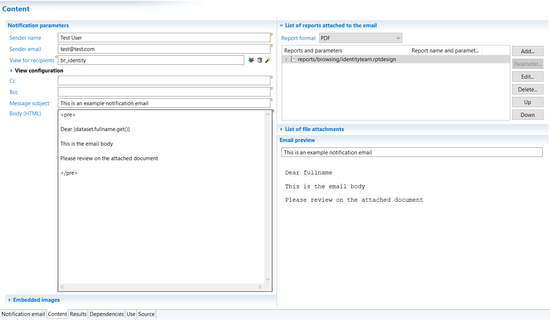 Content
Notification parameters
Sender name
Test User
Sender email
test@test.com
View for recipients
br_identity
View configuration
Cc
Bcc
Message subject
This is an example notification email
Body (HTML)
<pre>
Dear {dataset.fullname.get()}
This is the email body
Please review on the attached document
</pre>
Embedded images
List of reports attached to the email
Report format
PDF
Reports and parameters
Report name and paramet...
reports/browsing/identityteam.rptdesign
Add...
Parameter...
Edit...
Delete...
Up
Down
List of file attachments
Email preview
This is an example notification email
Dear fullname
This is the email body
Please review on the attached document
Notification email Content Results Dependencies Use Source